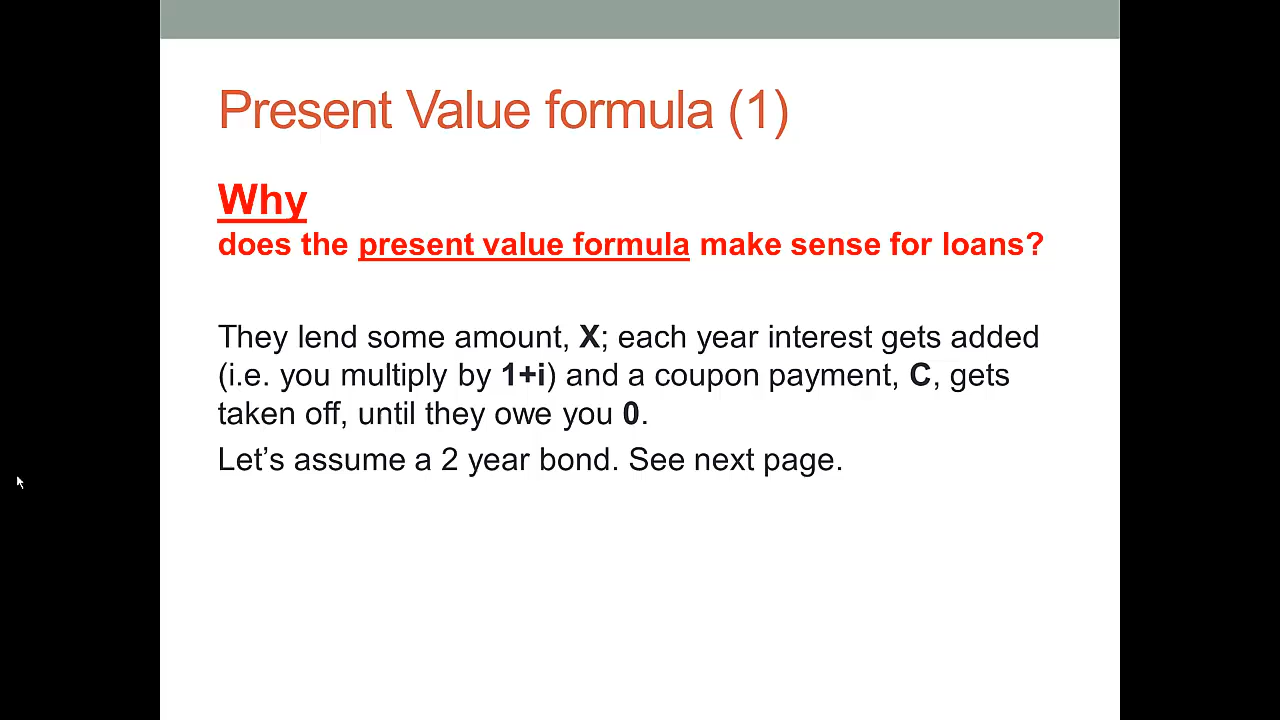 Present Value formula (1)
Why
does the present value formula make sense for loans?
They lend some amount, X; each year interest gets added
(i.e. you multiply by 1+i) and a coupon payment, C, gets
taken off, until they owe you 0.
Let’s assume a 2 year bond. See next page.